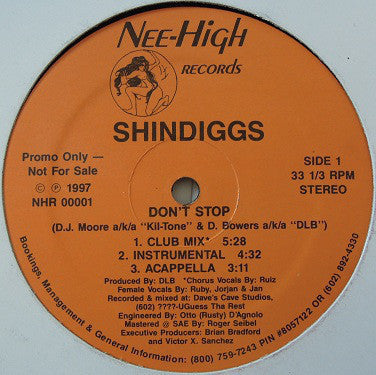 NEE-HIGH
RECORDS
SHINDIGGS
Promo Only —
Not For Sale
© ℗ 1997
NHR 00001
SIDE 1
33 1/3 RPM
STEREO
DON'T STOP
(D.J. Moore a/k/a "Kil-Tone" & D. Bowers a/k/a "DLB")
1. CLUB MIX* 5:28
2. INSTRUMENTAL 4:32
3. ACAPPELLA 3:11
Produced By: DLB *Chorus Vocals By: Ruiz
Female Vocals By: Ruby, Jorjan & Jan
Recorded & mixed at: Dave's Cave Studios,
(602) ????-UGuess Tha Rest
Engineered By: Otto (Rusty) D'Agnolo
Mastered @ SAE By: Roger Seibel
Executive Producers: Brian Bradford
and Victor X. Sanchez
Bookings, Management & General Information: (800) 759-7243 PIN #8057122 OR (602) 892-4330